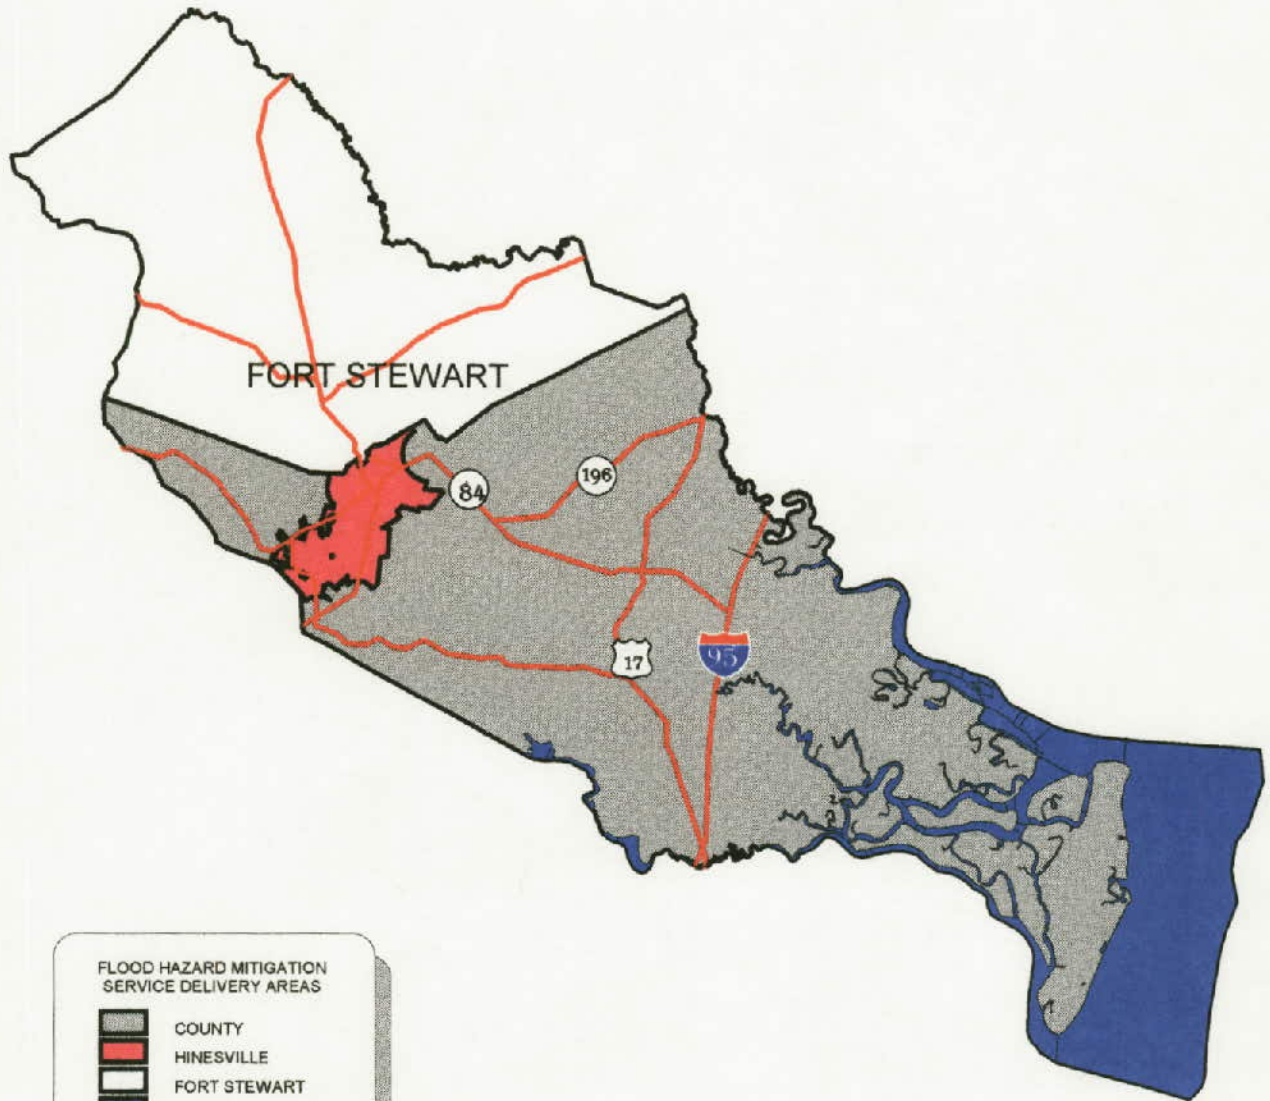 FORT STEWART
84
196
17
95
FLOOD HAZARD MITIGATION
SERVICE DELIVERY AREAS
COUNTY
HINESVILLE
FORT STEWART